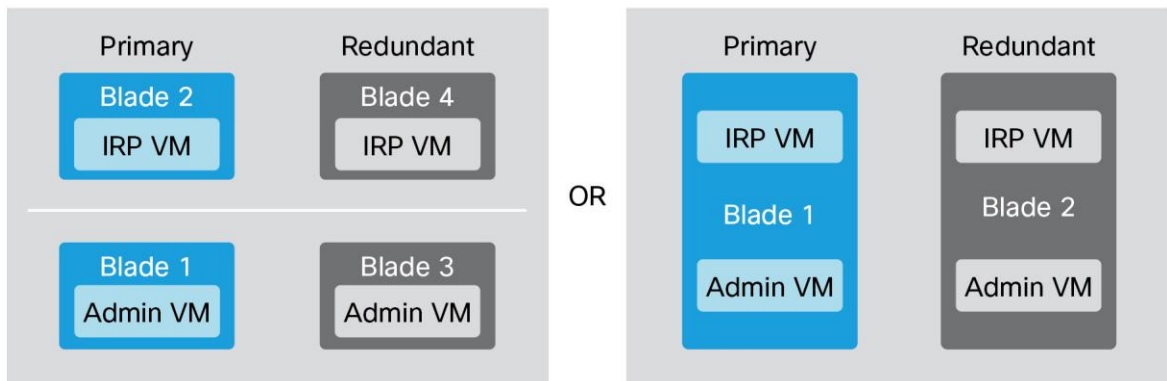 Primary
Redundant
Blade 2
IRP VM
Blade 4
IRP VM
Blade 1
Admin VM
Blade 3
Admin VM
OR
Primary
Redundant
IRP VM
Blade 1
Admin VM
IRP VM
Blade 2
Admin VM